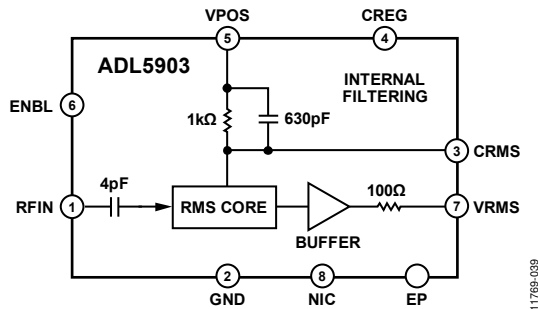 VPOS
CREG
5
4
ADL5903
INTERNAL
FILTERING
ENBL
6
1kΩ
630pF
3
CRMS
4pF
RFIN
1
RMS CORE
100Ω
7
VRMS
BUFFER
2
8
GND
NIC
EP
11769-039